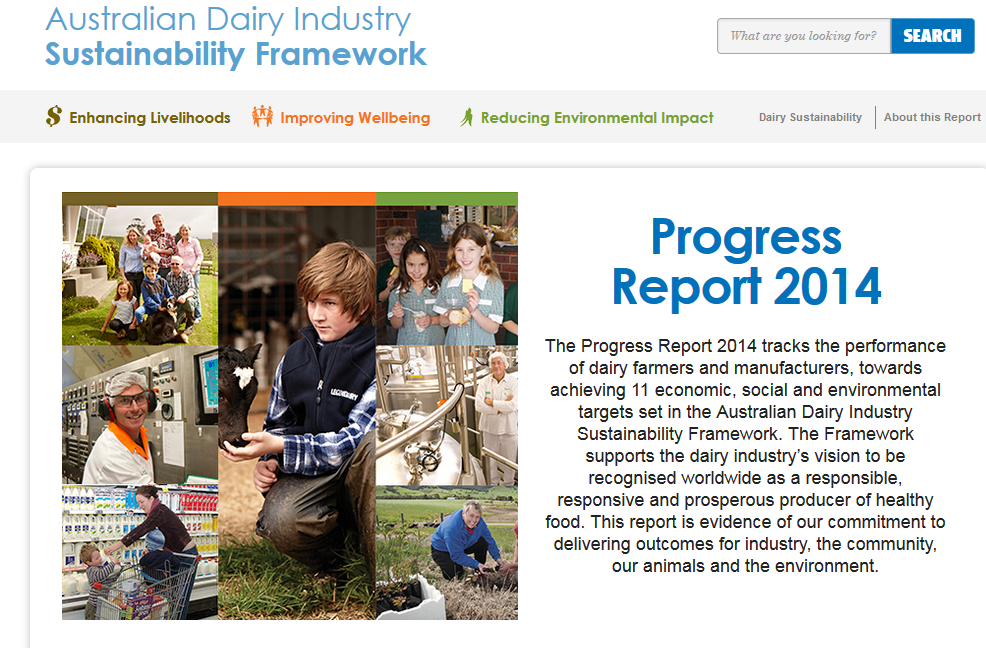 Australian Dairy Industry
Sustainability Framework
What are you looking for?
SEARCH
Enhancing Livelihoods
Improving Wellbeing
Reducing Environmental Impact
Dairy Sustainability
About this Report
LEGENDAIRY
Progress
Report 2014
The Progress Report 2014 tracks the performance
of dairy farmers and manufacturers, towards
achieving 11 economic, social and environmental
targets set in the Australian Dairy Industry
Sustainability Framework. The Framework
supports the dairy industry's vision to be
recognised worldwide as a responsible,
responsive and prosperous producer of healthy
food. This report is evidence of our commitment to
delivering outcomes for industry, the community,
our animals and the environment.